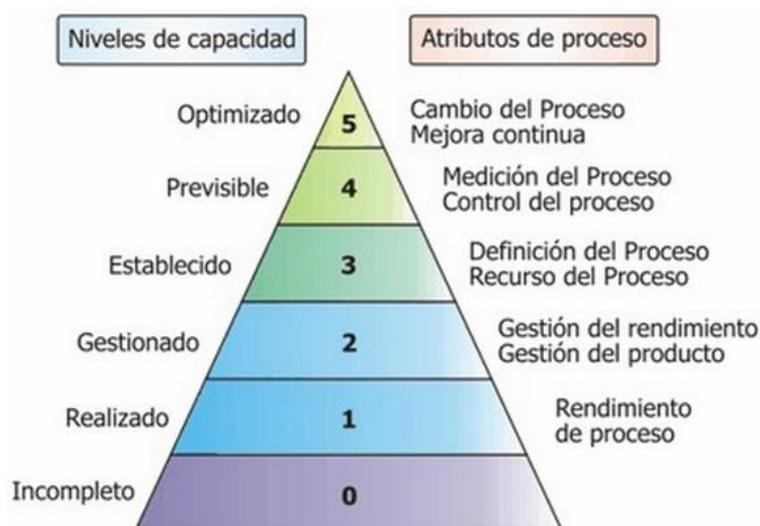 Niveles de capacidad
Atributos de proceso
Optimizado
5
Cambio del Proceso
Mejora continua
Previsible
4
Medición del Proceso
Control del proceso
Establecido
3
Definición del Proceso
Recurso del Proceso
Gestionado
2
Gestión del rendimiento
Gestión del producto
Realizado
1
Rendimiento
de proceso
Incompleto
0